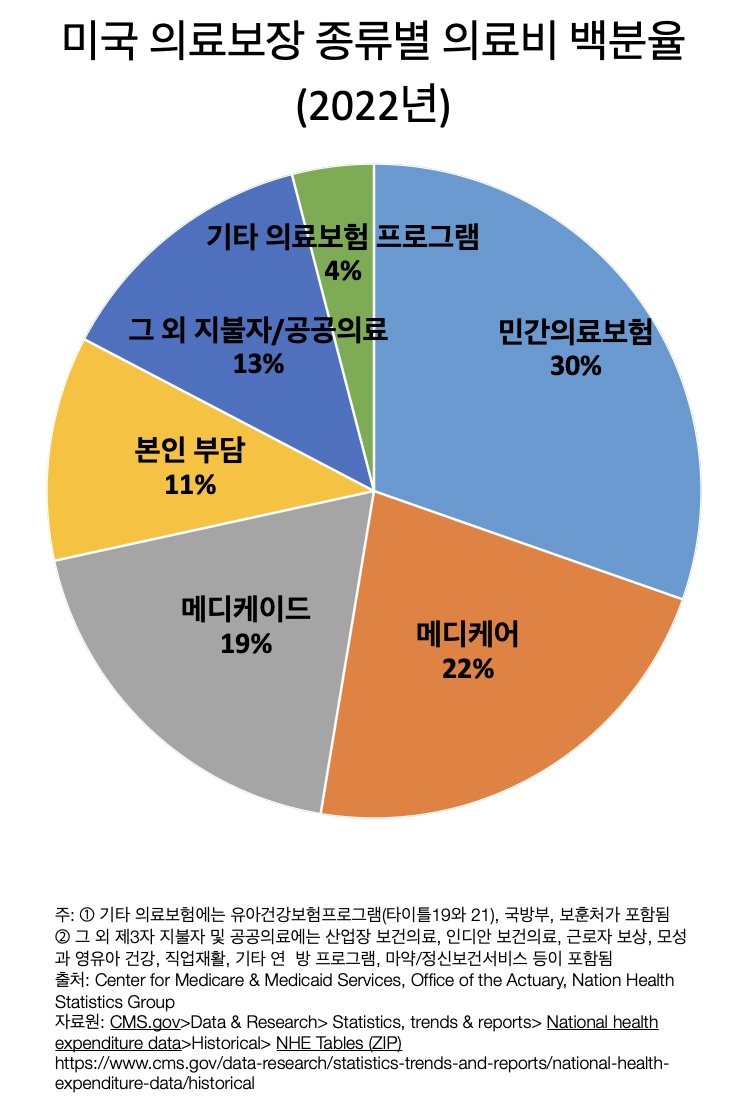 미국 의료보장 종류별 의료비 백분율
(2022년)
기타 의료보험 프로그램
4%
그 외 지불자/공공의료
13%
민간의료보험
30%
본인 부담
11%
메디케이드
19%
메디케어
22%
주: ① 기타 의료보험에는 유아건강보험프로그램(타이틀19와 21), 국방부, 보훈처가 포함됨
② 그 외 제3자 지불자 및 공공의료에는 산업장 보건의료, 인디안 보건의료, 근로자 보상, 모성
과 영유아 건강, 직업재활, 기타 연  방 프로그램, 마약/정신보건서비스 등이 포함됨
출처: Center for Medicare & Medicaid Services, Office of the Actuary, Nation Health
Statistics Group
자료원: CMS.gov>Data & Research> Statistics, trends & reports> National health
expenditure data>Historical> NHE Tables (ZIP)
https://www.cms.gov/data-research/statistics-trends-and-reports/national-health-
expenditure-data/historical